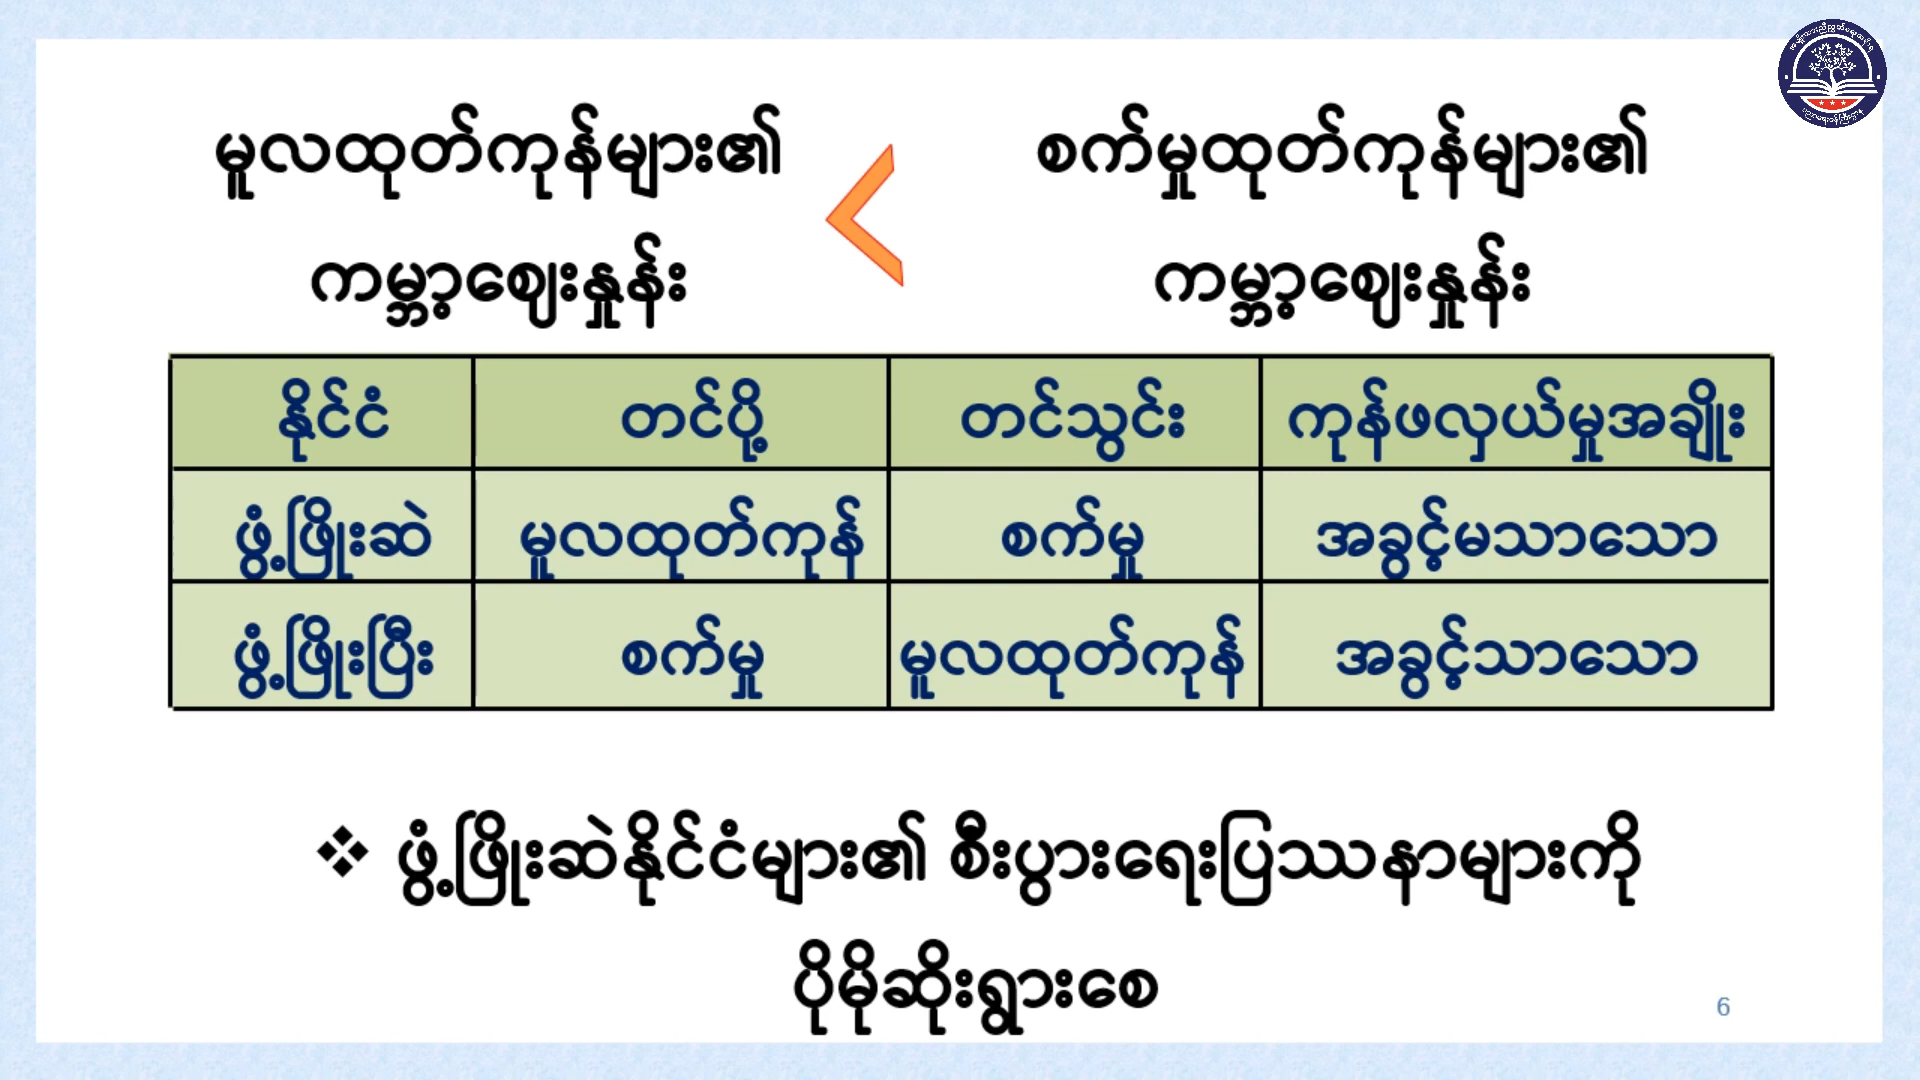 မူလထုတ်ကုန်များ၏ စက်မှုထုတ်ကုန်များ၏
ကမ္ဘာ့ဈေးနှုန်း ကမ္ဘာ့ဈေးနှုန်း
နိုင်ငံ တင်ပို့ တင်သွင်း ကုန်ဖလှယ်မှုအချိုး
ဖွံ့ဖြိုးဆဲ မူလထုတ်ကုန် စက်မှု အခွင့်မသာသော
ဖွံ့ဖြိုးပြီး စက်မှု မူလထုတ်ကုန် အခွင့်သာသော
❖ ဖွံ့ဖြိုးဆဲနိုင်ငံများ၏ စီးပွားရေးပြဿနာများကို
ပိုမိုဆိုးရွားစေ
6